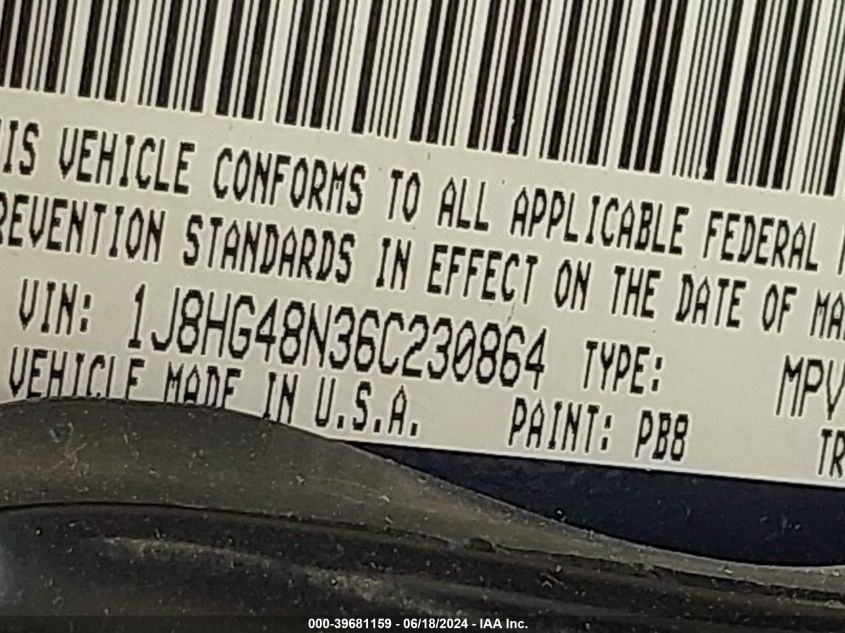 IS VEHICLE CONFORMS TO ALL APPLICABLE FEDERAL
REVENTION STANDARDS IN EFFECT ON THE DATE OF MA
VIN: 1J8HG48N36C230864 TYPE: MPV
VEHICLE MADE IN U.S.A. PAINT: PB8 TR
000-39681159 - 06/18/2024 - IAA Inc.